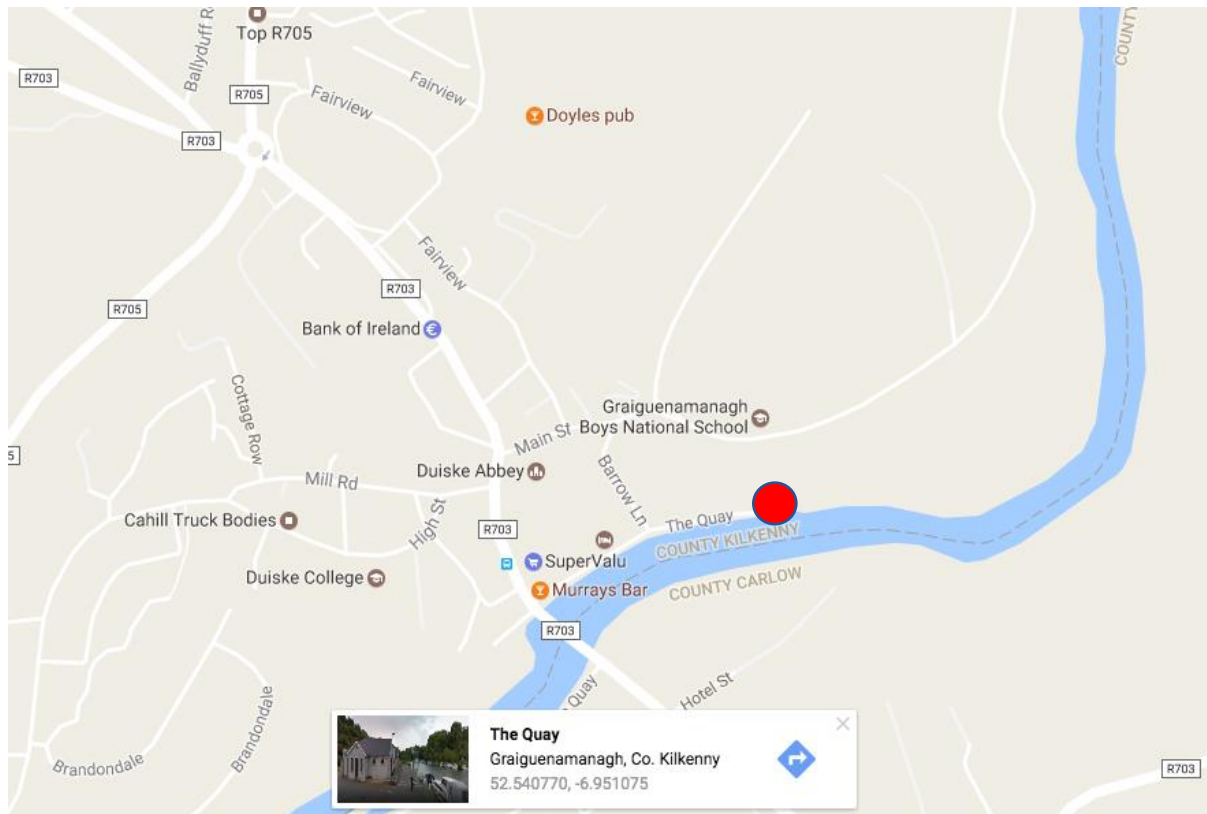 Top R705
Ballyduff R
COUNTY
R703
R705
Fairview
Fairview
Doyles pub
R703
Fairview
R703
R705
Bank of Ireland
Cottage Row
Graiguenamanagh
Boys National School
Main St
5
Duiske Abbey
Barrow Ln
Mill Rd
Cahill Truck Bodies
High St
R703
The Quay
COUNTY KILKENNY
SuperValu
Duiske College
Murrays Bar
COUNTY CARLOW
R703
Quay
Hotel St
Brandondale
Brandondale
R703
The Quay
Graiguenamanagh, Co. Kilkenny
52.540770, -6.951075